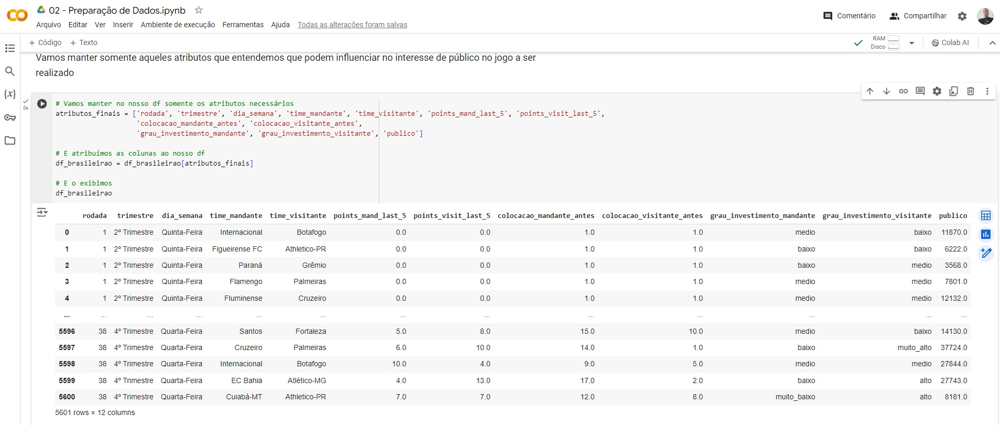 02 - Preparação de Dados.ipynb
Arquivo Editar Ver Inserir Ambiente de execução Ferramentas Ajuda Todas as alterações foram salvas
Comentário Compartilhar
+ Código + Texto
RAM
Disco
Colab AI
Vamos manter somente aqueles atributos que entendemos que podem influenciar no interesse de público no jogo a ser
realizado
{x}
0s
# Vamos manter no nosso df somente os atributos necessários
atributos_finais = ['rodada', 'trimestre', 'dia_semana', 'time_mandante', 'time_visitante', 'points_mand_last_5', 'points_visit_last_5',
'colocacao_mandante_antes', 'colocacao_visitante_antes',
'grau_investimento_mandante', 'grau_investimento_visitante', 'publico']
# E atribuímos as colunas ao nosso df
df_brasileirao = df_brasileirao[atributos_finais]
# E o exibimos
df_brasileirao
rodada trimestre dia_semana time_mandante time_visitante points_mand_last_5 points_visit_last_5 colocacao_mandante_antes colocacao_visitante_antes grau_investimento_mandante grau_investimento_visitante publico
0 1 2º Trimestre Quinta-Feira Internacional Botafogo 0.0 0.0 1.0 1.0 medio baixo 11870.0
1 1 2º Trimestre Quinta-Feira Figueirense FC Athletico-PR 0.0 0.0 1.0 1.0 baixo baixo 6222.0
2 1 2º Trimestre Quinta-Feira Paraná Grêmio 0.0 0.0 1.0 1.0 baixo medio 3568.0
3 1 2º Trimestre Quinta-Feira Flamengo Palmeiras 0.0 0.0 1.0 1.0 medio medio 7801.0
4 1 2º Trimestre Quinta-Feira Fluminense Cruzeiro 0.0 0.0 1.0 1.0 medio medio 12132.0
... ... ... ... ... ... ... ... ... ... ... ... ...
5596 38 4º Trimestre Quarta-Feira Santos Fortaleza 5.0 8.0 15.0 10.0 medio baixo 14130.0
5597 38 4º Trimestre Quarta-Feira Cruzeiro Palmeiras 6.0 10.0 14.0 1.0 baixo muito_alto 37724.0
5598 38 4º Trimestre Quarta-Feira Internacional Botafogo 10.0 4.0 9.0 5.0 medio medio 27844.0
5599 38 4º Trimestre Quarta-Feira EC Bahia Atlético-MG 4.0 13.0 17.0 2.0 baixo alto 27743.0
5600 38 4º Trimestre Quarta-Feira Cuiabá-MT Athletico-PR 7.0 7.0 12.0 8.0 muito_baixo alto 8181.0
5601 rows × 12 columns